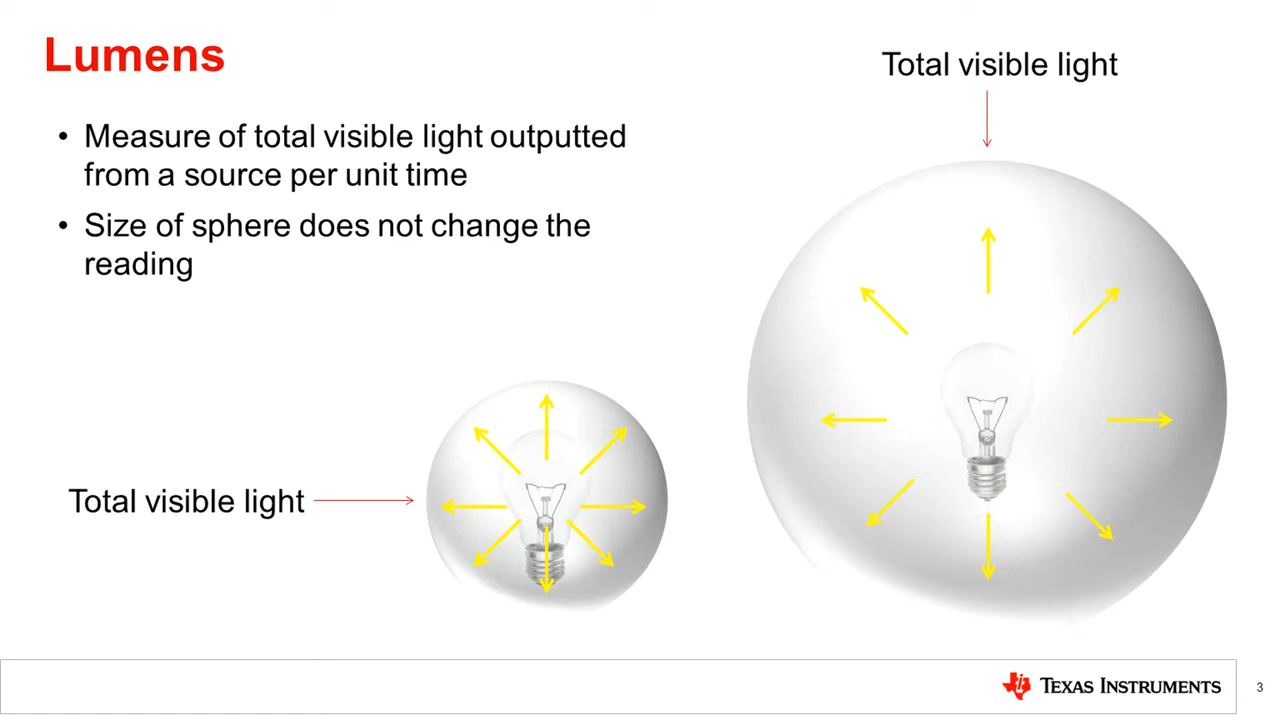 Lumens
• Measure of total visible light outputted
from a source per unit time
• Size of sphere does not change the
reading
Total visible light
Total visible light
TEXAS INSTRUMENTS
3